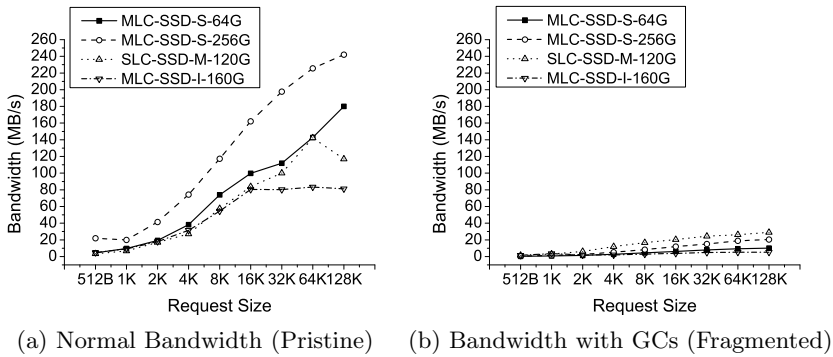 MLC-SSD-S-64G
MLC-SSD-S-256G
SLC-SSD-M-120G
MLC-SSD-I-160G
260
240
220
200
180
160
140
120
100
80
60
40
20
0
Bandwidth (MB/s)
512B 1K 2K 4K 8K 16K 32K 64K 128K
Request Size
(a) Normal Bandwidth (Pristine)
MLC-SSD-S-64G
MLC-SSD-S-256G
SLC-SSD-M-120G
MLC-SSD-I-160G
260
240
220
200
180
160
140
120
100
80
60
40
20
0
Bandwidth (MB/s)
512B 1K 2K 4K 8K 16K 32K 64K 128K
Request Size
(b) Bandwidth with GCs (Fragmented)